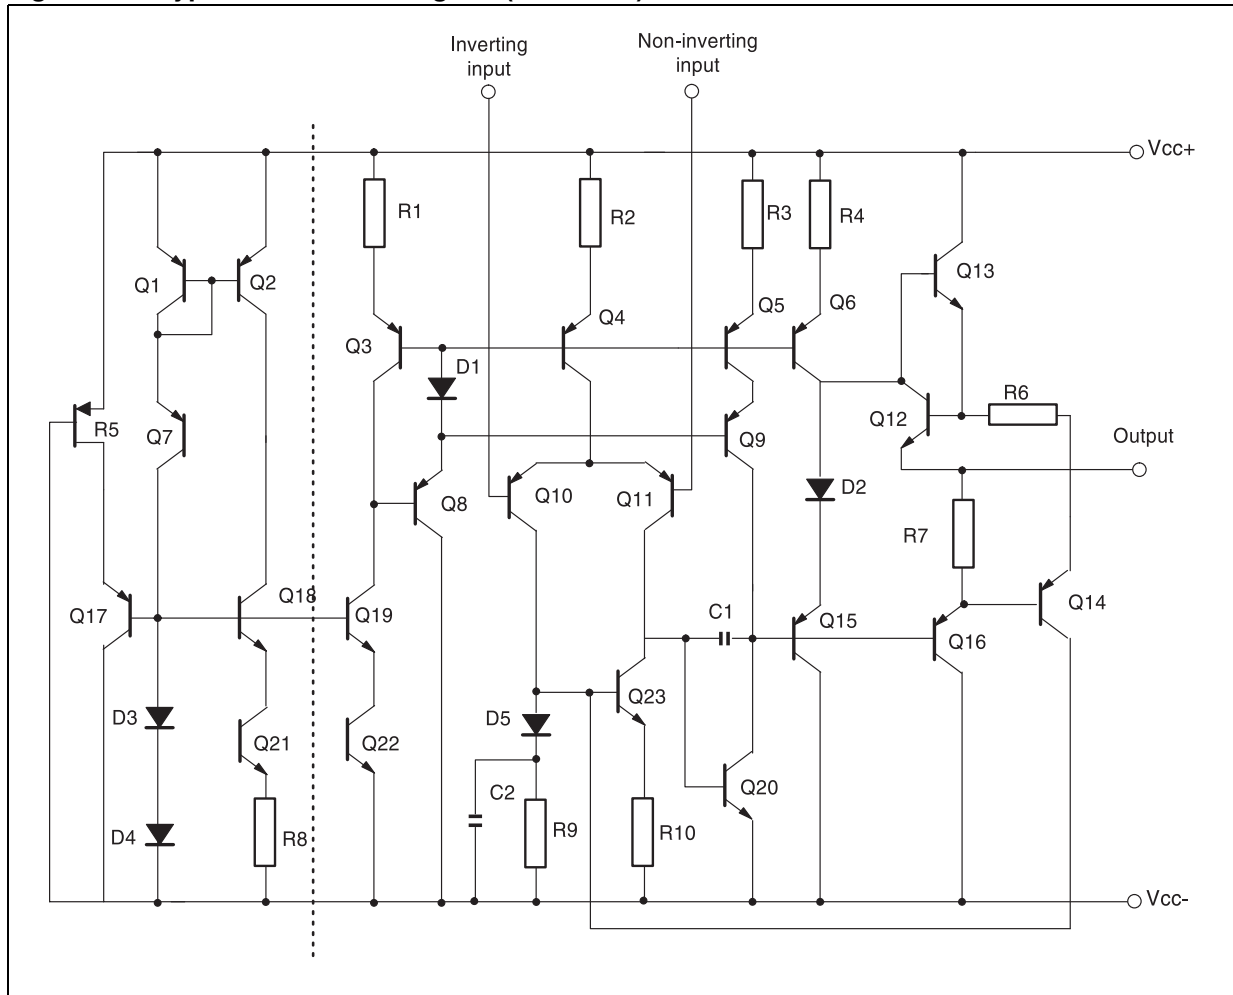 Inverting
input
Non-inverting
input
Vcc+
R1
R2
R3
R4
Q1
Q2
Q13
Q3
Q4
Q5
Q6
D1
R5
Q7
Q9
Q12
R6
Output
Q8
Q10
Q11
D2
R7
Q17
Q18
Q19
C1
Q15
Q16
Q14
D3
Q21
Q22
D5
Q23
C2
Q20
D4
R8
R9
R10
Vcc-